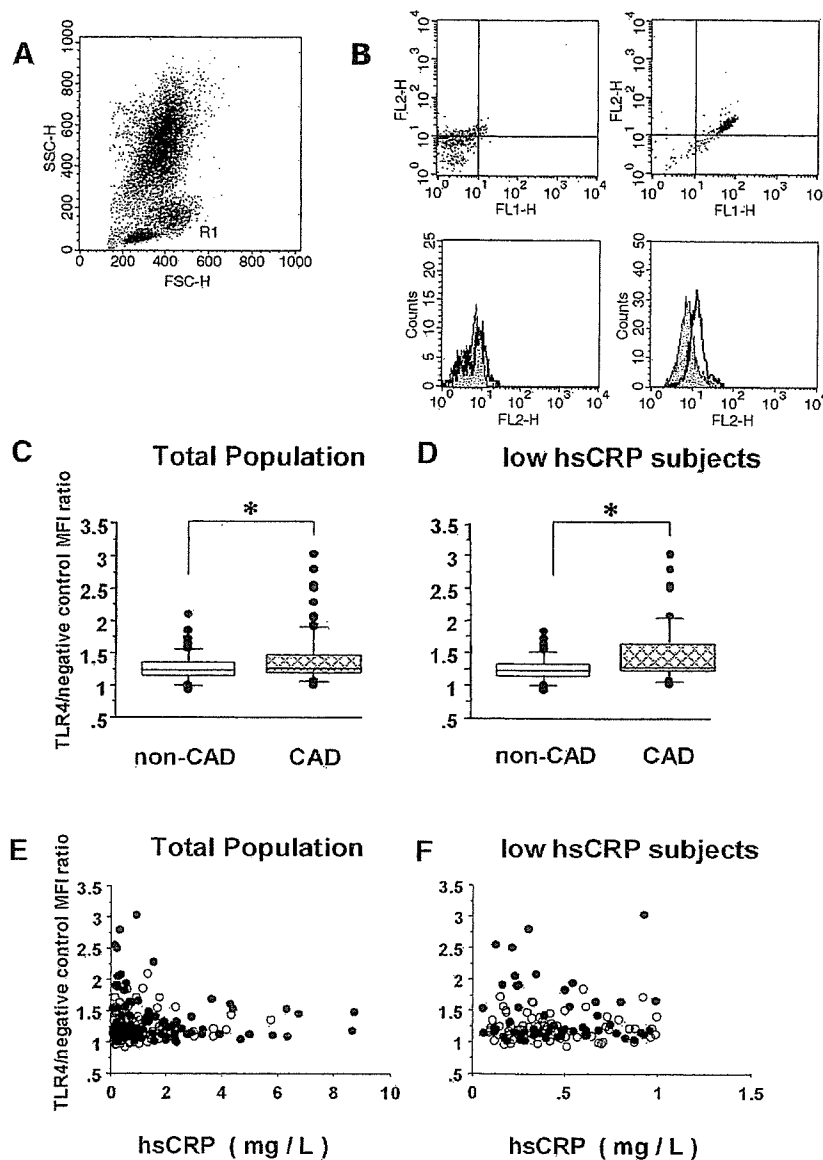 A
1000
800
600
400
200
0
SSC-H
R1
0 200 400 600 800 1000
FSC-H
B
10^4
10^3
10^2
10^1
10^0
FL2-H
10^0 10^1 10^2 10^3 10^4
FL1-H
10^4
10^3
10^2
10^1
10^0
FL2-H
10^0 10^1 10^2 10^3 10^4
FL1-H
25
20
15
10
5
0
Counts
10^0 10^1 10^2 10^3 10^4
FL2-H
50
40
30
20
10
0
Counts
10^0 10^1 10^2 10^3 10^4
FL2-H
C
Total Population
TLR4/negative control MFI ratio
3.5
3
2.5
2
1.5
1
.5
*
non-CAD CAD
D
low hsCRP subjects
3.5
3
2.5
2
1.5
1
.5
*
non-CAD CAD
E
Total Population
TLR4/negative control MFI ratio
3.5
3
2.5
2
1.5
1
.5
0 2 4 6 8 10
hsCRP ( mg / L )
F
low hsCRP subjects
3.5
3
2.5
2
1.5
1
.5
0 .5 1 1.5
hsCRP ( mg / L )